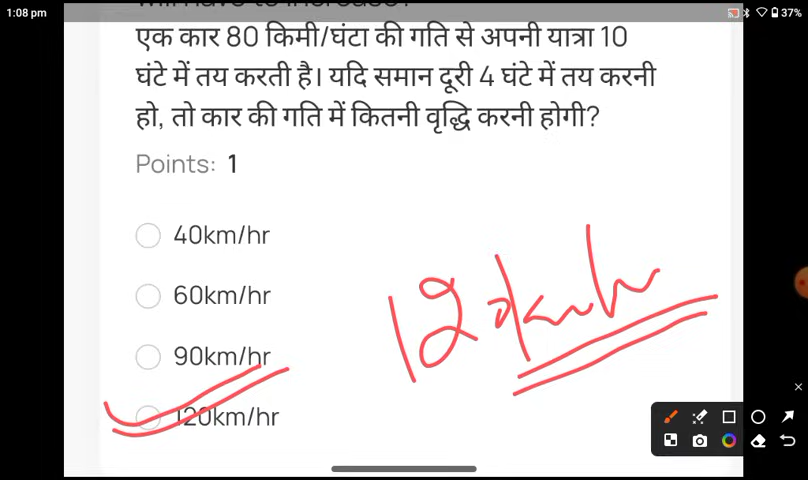 1:08 pm
37%
एक कार 80 किमी/घंटा की गति से अपनी यात्रा 10
घंटे में तय करती है। यदि समान दूरी 4 घंटे में तय करनी
हो, तो कार की गति में कितनी वृद्धि करनी होगी?
Points: 1
40km/hr
60km/hr
90km/hr
120km/hr